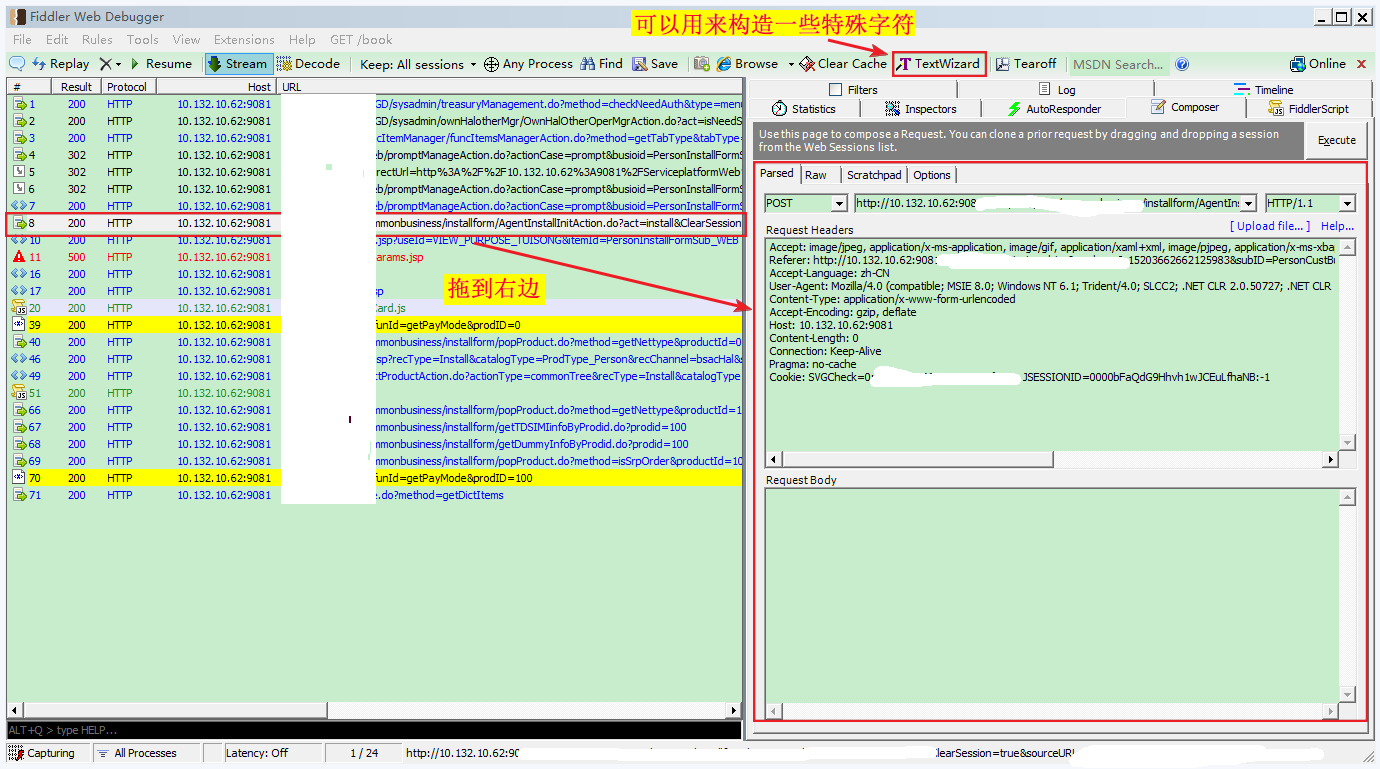 Fiddler Web Debugger
可以用来构造一些特殊字符
File Edit Rules Tools View Extensions Help GET /book
Replay Resume Stream Decode Keep: All sessions Any Process Find Save Browse Clear Cache TextWizard Tearoff MSDN Search... Online
# Result Protocol Host URL
1 200 HTTP 10.132.10.62:9081 GD/sysadmin/treasuryManagement.do?method=checkNeedAuth&type=menu
2 200 HTTP 10.132.10.62:9081 GD/sysadmin/ownHalotherMgr/OwnHalOtherOperMgrAction.do?act=isNeedS
3 200 HTTP 10.132.10.62:9081 ncItemManager/funcItemsManagerAction.do?method=getTabType&tabType=
4 302 HTTP 10.132.10.62:9081 eb/promptManageAction.do?actionCase=prompt&busioid=PersonInstallFormS
5 302 HTTP 10.132.10.62:9081 rectUrl=http%3A%2F%2F10.132.10.62%3A9081%2FServiceplatformWeb
6 302 HTTP 10.132.10.62:9081 eb/promptManageAction.do?actionCase=prompt&busioid=PersonInstallFormS
7 200 HTTP 10.132.10.62:9081 eb/promptManageAction.do?actionCase=prompt&busioid=PersonInstallFormS
8 200 HTTP 10.132.10.62:9081 mmonbusiness/installform/AgentInstallInitAction.do?act=install&ClearSession
10 200 HTTP 10.132.10.62:9081 .jsp?useId=VIEW_PURPOSE_TUISONG&itemId=PersonInstallFormSub_WEB
11 500 HTTP 10.132.10.62:9081 arams.jsp
16 200 HTTP 10.132.10.62:9081
17 200 HTTP 10.132.10.62:9081 sp
20 200 HTTP 10.132.10.62:9081 Card.js
39 200 HTTP 10.132.10.62:9081 funId=getPayMode&prodID=0
40 200 HTTP 10.132.10.62:9081 mmonbusiness/installform/popProduct.do?method=getNettype&productId=0
46 200 HTTP 10.132.10.62:9081 sp?recType=Install&catalogType=ProdType_Person&recChannel=bsacHal&
49 200 HTTP 10.132.10.62:9081 ctProductAction.do?actionType=commonTree&recType=Install&catalogType
51 200 HTTP 10.132.10.62:9081
66 200 HTTP 10.132.10.62:9081 mmonbusiness/installform/popProduct.do?method=getNettype&productId=1
67 200 HTTP 10.132.10.62:9081 mmonbusiness/installform/getTDSIMInfoByProdid.do?prodid=100
68 200 HTTP 10.132.10.62:9081 mmonbusiness/installform/getDummyInfoByProdid.do?prodid=100
69 200 HTTP 10.132.10.62:9081 mmonbusiness/installform/popProduct.do?method=isSrpOrder&productId=10
70 200 HTTP 10.132.10.62:9081 funId=getPayMode&prodID=100
71 200 HTTP 10.132.10.62:9081 e.do?method=getDictItems
拖到右边
ALT+Q > type HELP...
Filters Log Timeline
Statistics Inspectors AutoResponder Composer FiddlerScript
Use this page to compose a Request. You can clone a prior request by dragging and dropping a session
from the Web Sessions list.
Execute
Parsed Raw Scratchpad Options
POST http://10.132.10.62:908 /installform/AgentIns HTTP/1.1
Request Headers [ Upload file... ] Help...
Accept: image/jpeg, application/x-ms-application, image/gif, application/xaml+xml, image/pjpeg, application/x-ms-xba
Referer: http://10.132.10.62:9081 15203662662125983&subID=PersonCustBu
Accept-Language: zh-CN
User-Agent: Mozilla/4.0 (compatible; MSIE 8.0; Windows NT 6.1; Trident/4.0; SLCC2; .NET CLR 2.0.50727; .NET CLR
Content-Type: application/x-www-form-urlencoded
Accept-Encoding: gzip, deflate
Host: 10.132.10.62:9081
Content-Length: 0
Connection: Keep-Alive
Pragma: no-cache
Cookie: SVGCheck=0; JSESSIONID=0000bFaQdG9Hhvh1wJCEuLfhaNB:-1
Request Body
Capturing All Processes Latency: Off 1 / 24 http://10.132.10.62:90 ClearSession=true&sourceURL